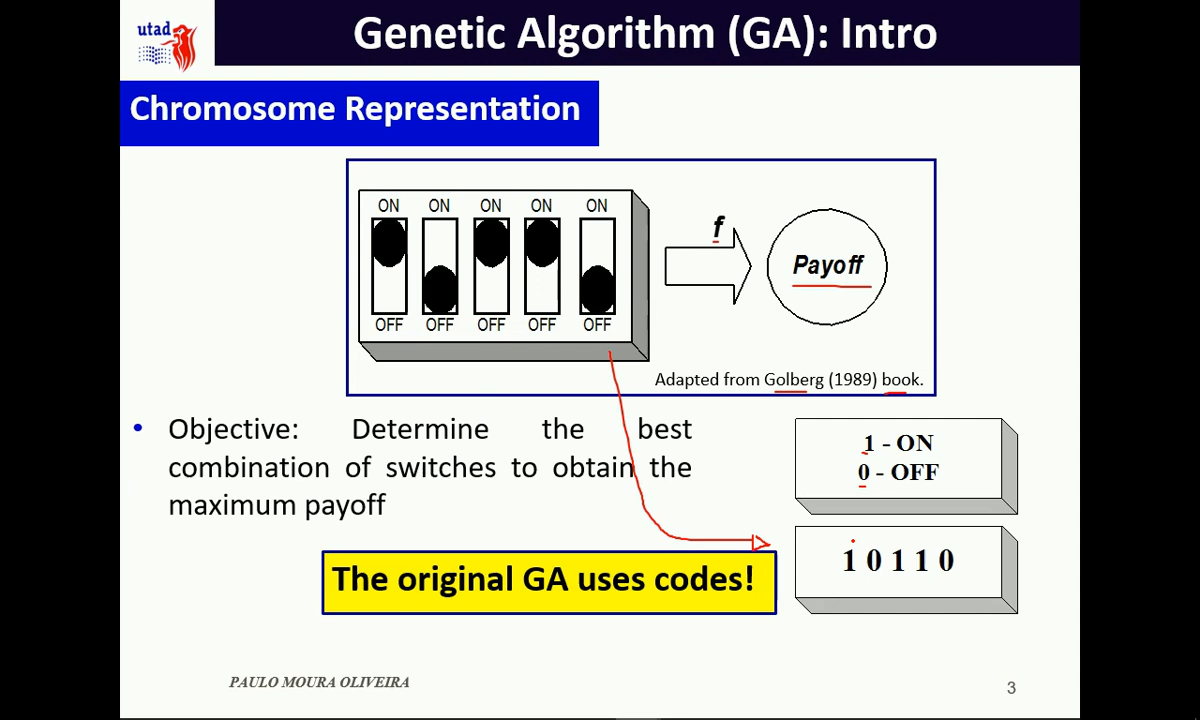 utad
Genetic Algorithm (GA): Intro
Chromosome Representation
ON ON ON ON ON
OFF OFF OFF OFF OFF
f
Payoff
Adapted from Golberg (1989) book.
• Objective: Determine the best
combination of switches to obtain the
maximum payoff
1 - ON
0 - OFF
1 0 1 1 0
The original GA uses codes!
PAULO MOURA OLIVEIRA
3